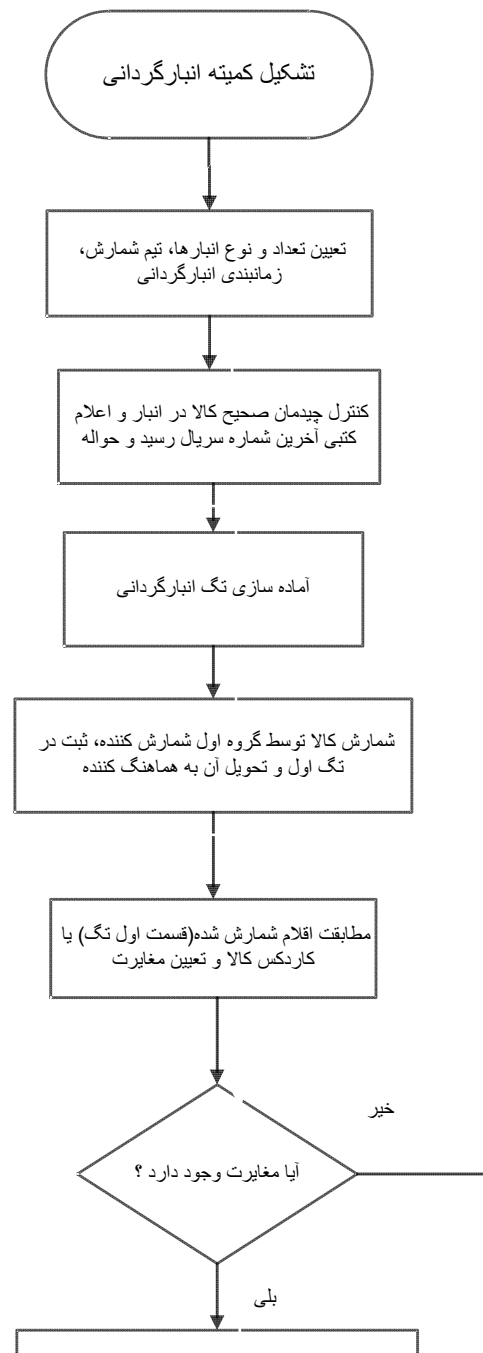 تشکیل کمیته انبارگردانی
تعیین تعداد و نوع انبارها، تیم شمارش،
زمانبندی انبارگردانی
کنترل چیدمان صحیح کالا در انبار و اعلام
کتبی آخرین شماره سریال رسید و حواله
آماده سازی تگ انبارگردانی
شمارش کالا توسط گروه اول شمارش کننده، ثبت در
تگ اول و تحویل آن به هماهنگ کننده
مطابقت اقلام شمارش شده(قسمت اول تگ) یا
کاردکس کالا و تعیین مغایرت
خیر
آیا مغایرت وجود دارد ؟
بلی